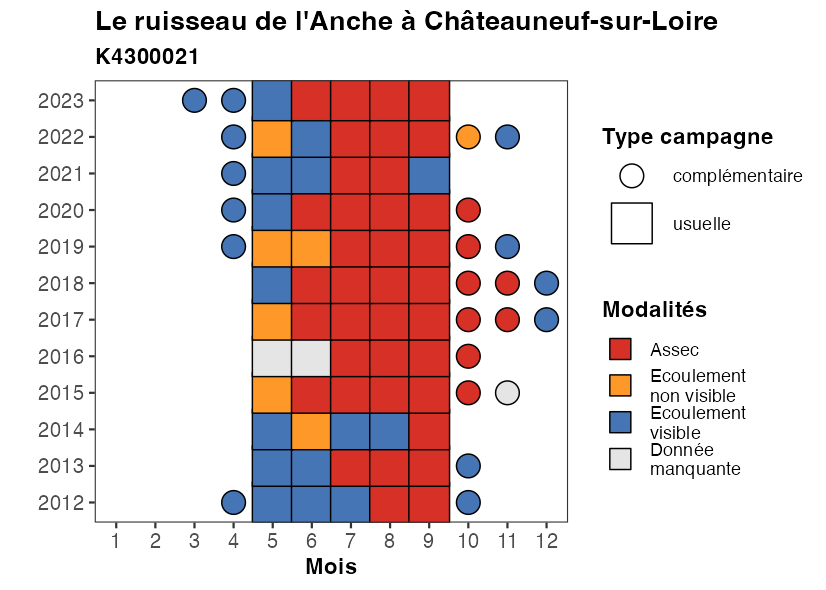 Le ruisseau de l'Anche à Châteauneuf-sur-Loire
K4300021
2023
2022
2021
2020
2019
2018
2017
2016
2015
2014
2013
2012
1 2 3 4 5 6 7 8 9 10 11 12
Mois
Type campagne
complémentaire
usuelle
Modalités
Assec
Ecoulement
non visible
Ecoulement
visible
Donnée
manquante